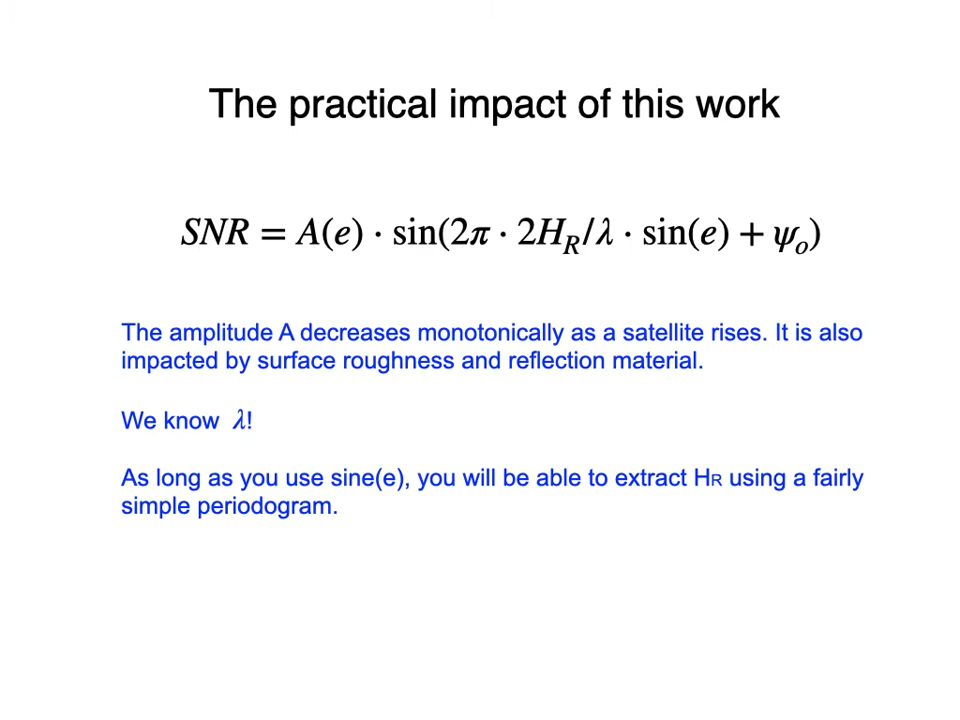 The practical impact of this work
SNR = A(e) · sin(2π · 2H_R/λ · sin(e) + ψ_o)
The amplitude A decreases monotonically as a satellite rises. It is also
impacted by surface roughness and reflection material.
We know λ!
As long as you use sine(e), you will be able to extract HR using a fairly
simple periodogram.